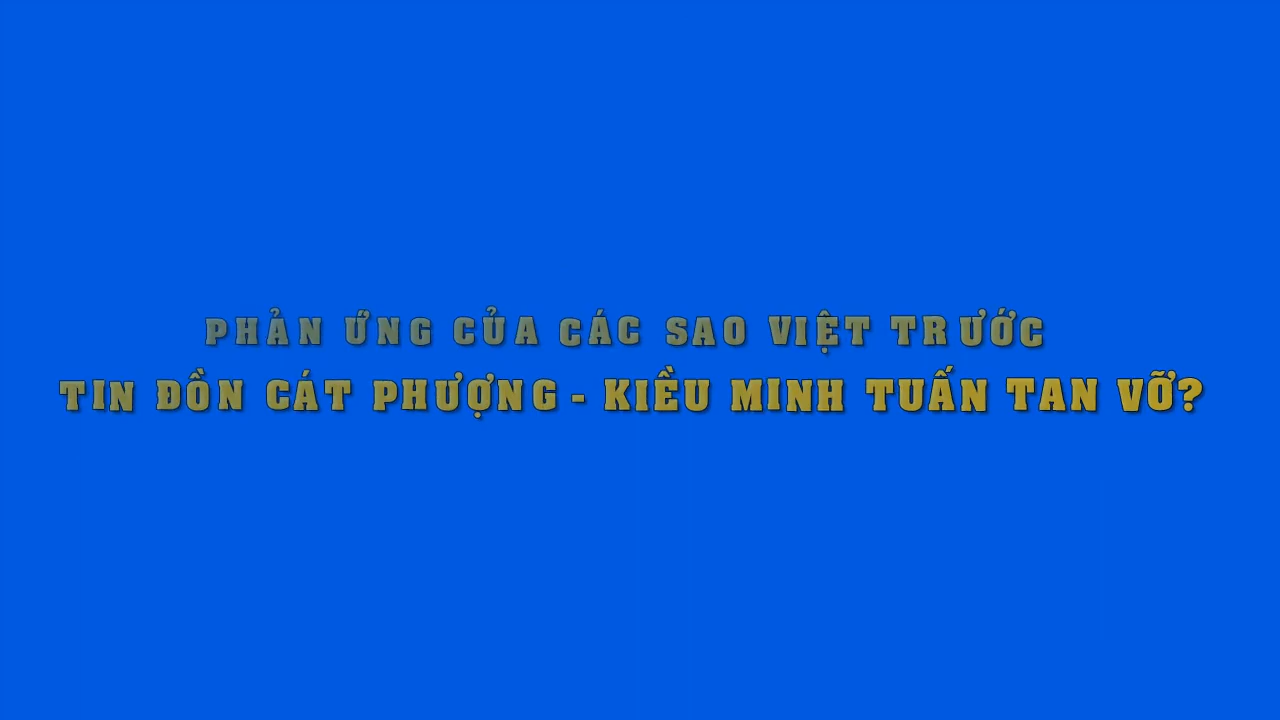 PHẢN ỨNG CỦA CÁC SAO VIỆT TRƯỚC
TIN ĐỒN CÁT PHƯỢNG - KIỀU MINH TUẤN TAN VỠ?